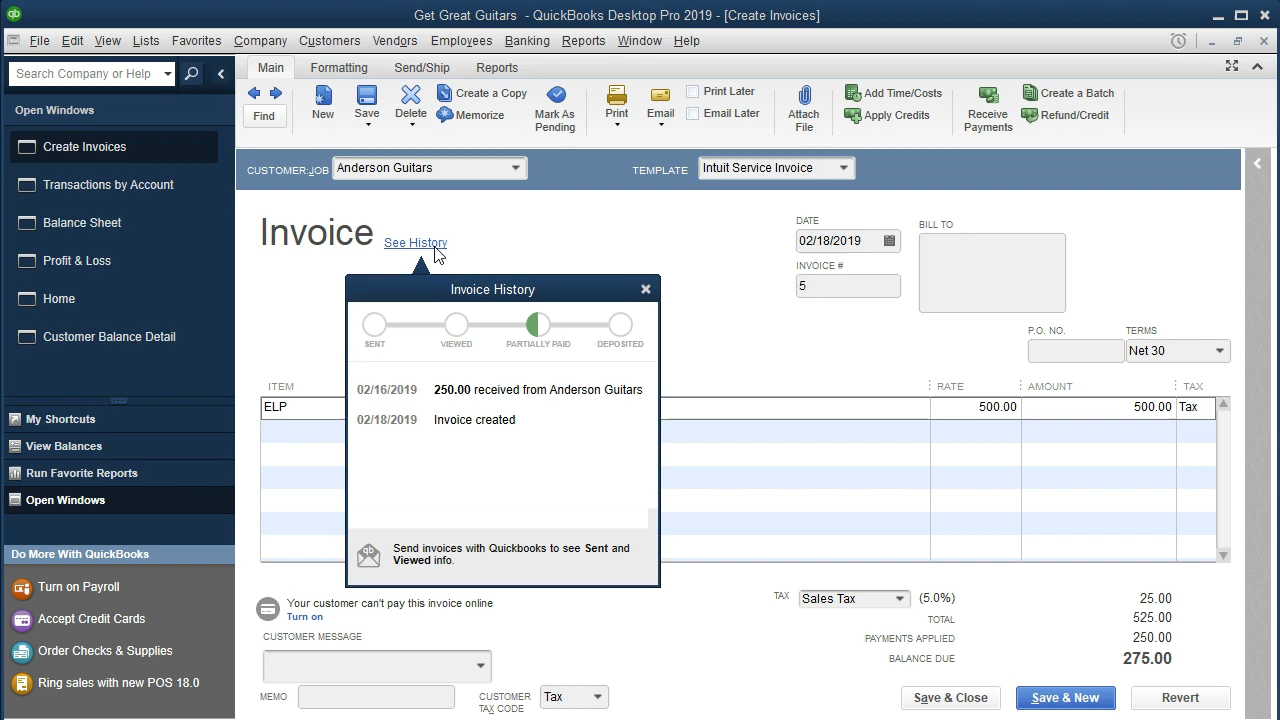 Get Great Guitars - QuickBooks Desktop Pro 2019 - [Create Invoices]
File Edit View Lists Favorites Company Customers Vendors Employees Banking Reports Window Help
Search Company or Help
Main Formatting Send/Ship Reports
Find
New
Save
Delete
Create a Copy
Memorize
Mark As
Pending
Print
Email
Print Later
Email Later
Attach
File
Add Time/Costs
Apply Credits
Receive
Payments
Create a Batch
Refund/Credit
Open Windows
Create Invoices
Transactions by Account
Balance Sheet
Profit & Loss
Home
Customer Balance Detail
My Shortcuts
View Balances
Run Favorite Reports
Open Windows
Do More With QuickBooks
Turn on Payroll
Accept Credit Cards
Order Checks & Supplies
Ring sales with new POS 18.0
CUSTOMER:JOB Anderson Guitars TEMPLATE Intuit Service Invoice
Invoice See History
DATE
02/18/2019
INVOICE #
5
BILL TO
P.O. NO. TERMS
Net 30
Invoice History
SENT VIEWED PARTIALLY PAID DEPOSITED
02/16/2019 250.00 received from Anderson Guitars
02/18/2019 Invoice created
qb
Send invoices with Quickbooks to see Sent and
Viewed info.
ITEM RATE AMOUNT TAX
ELP 500.00 500.00 Tax
Your customer can't pay this invoice online
Turn on
CUSTOMER MESSAGE
MEMO
CUSTOMER
TAX CODE
Tax
TAX Sales Tax (5.0%) 25.00
TOTAL 525.00
PAYMENTS APPLIED 250.00
BALANCE DUE 275.00
Save & Close Save & New Revert